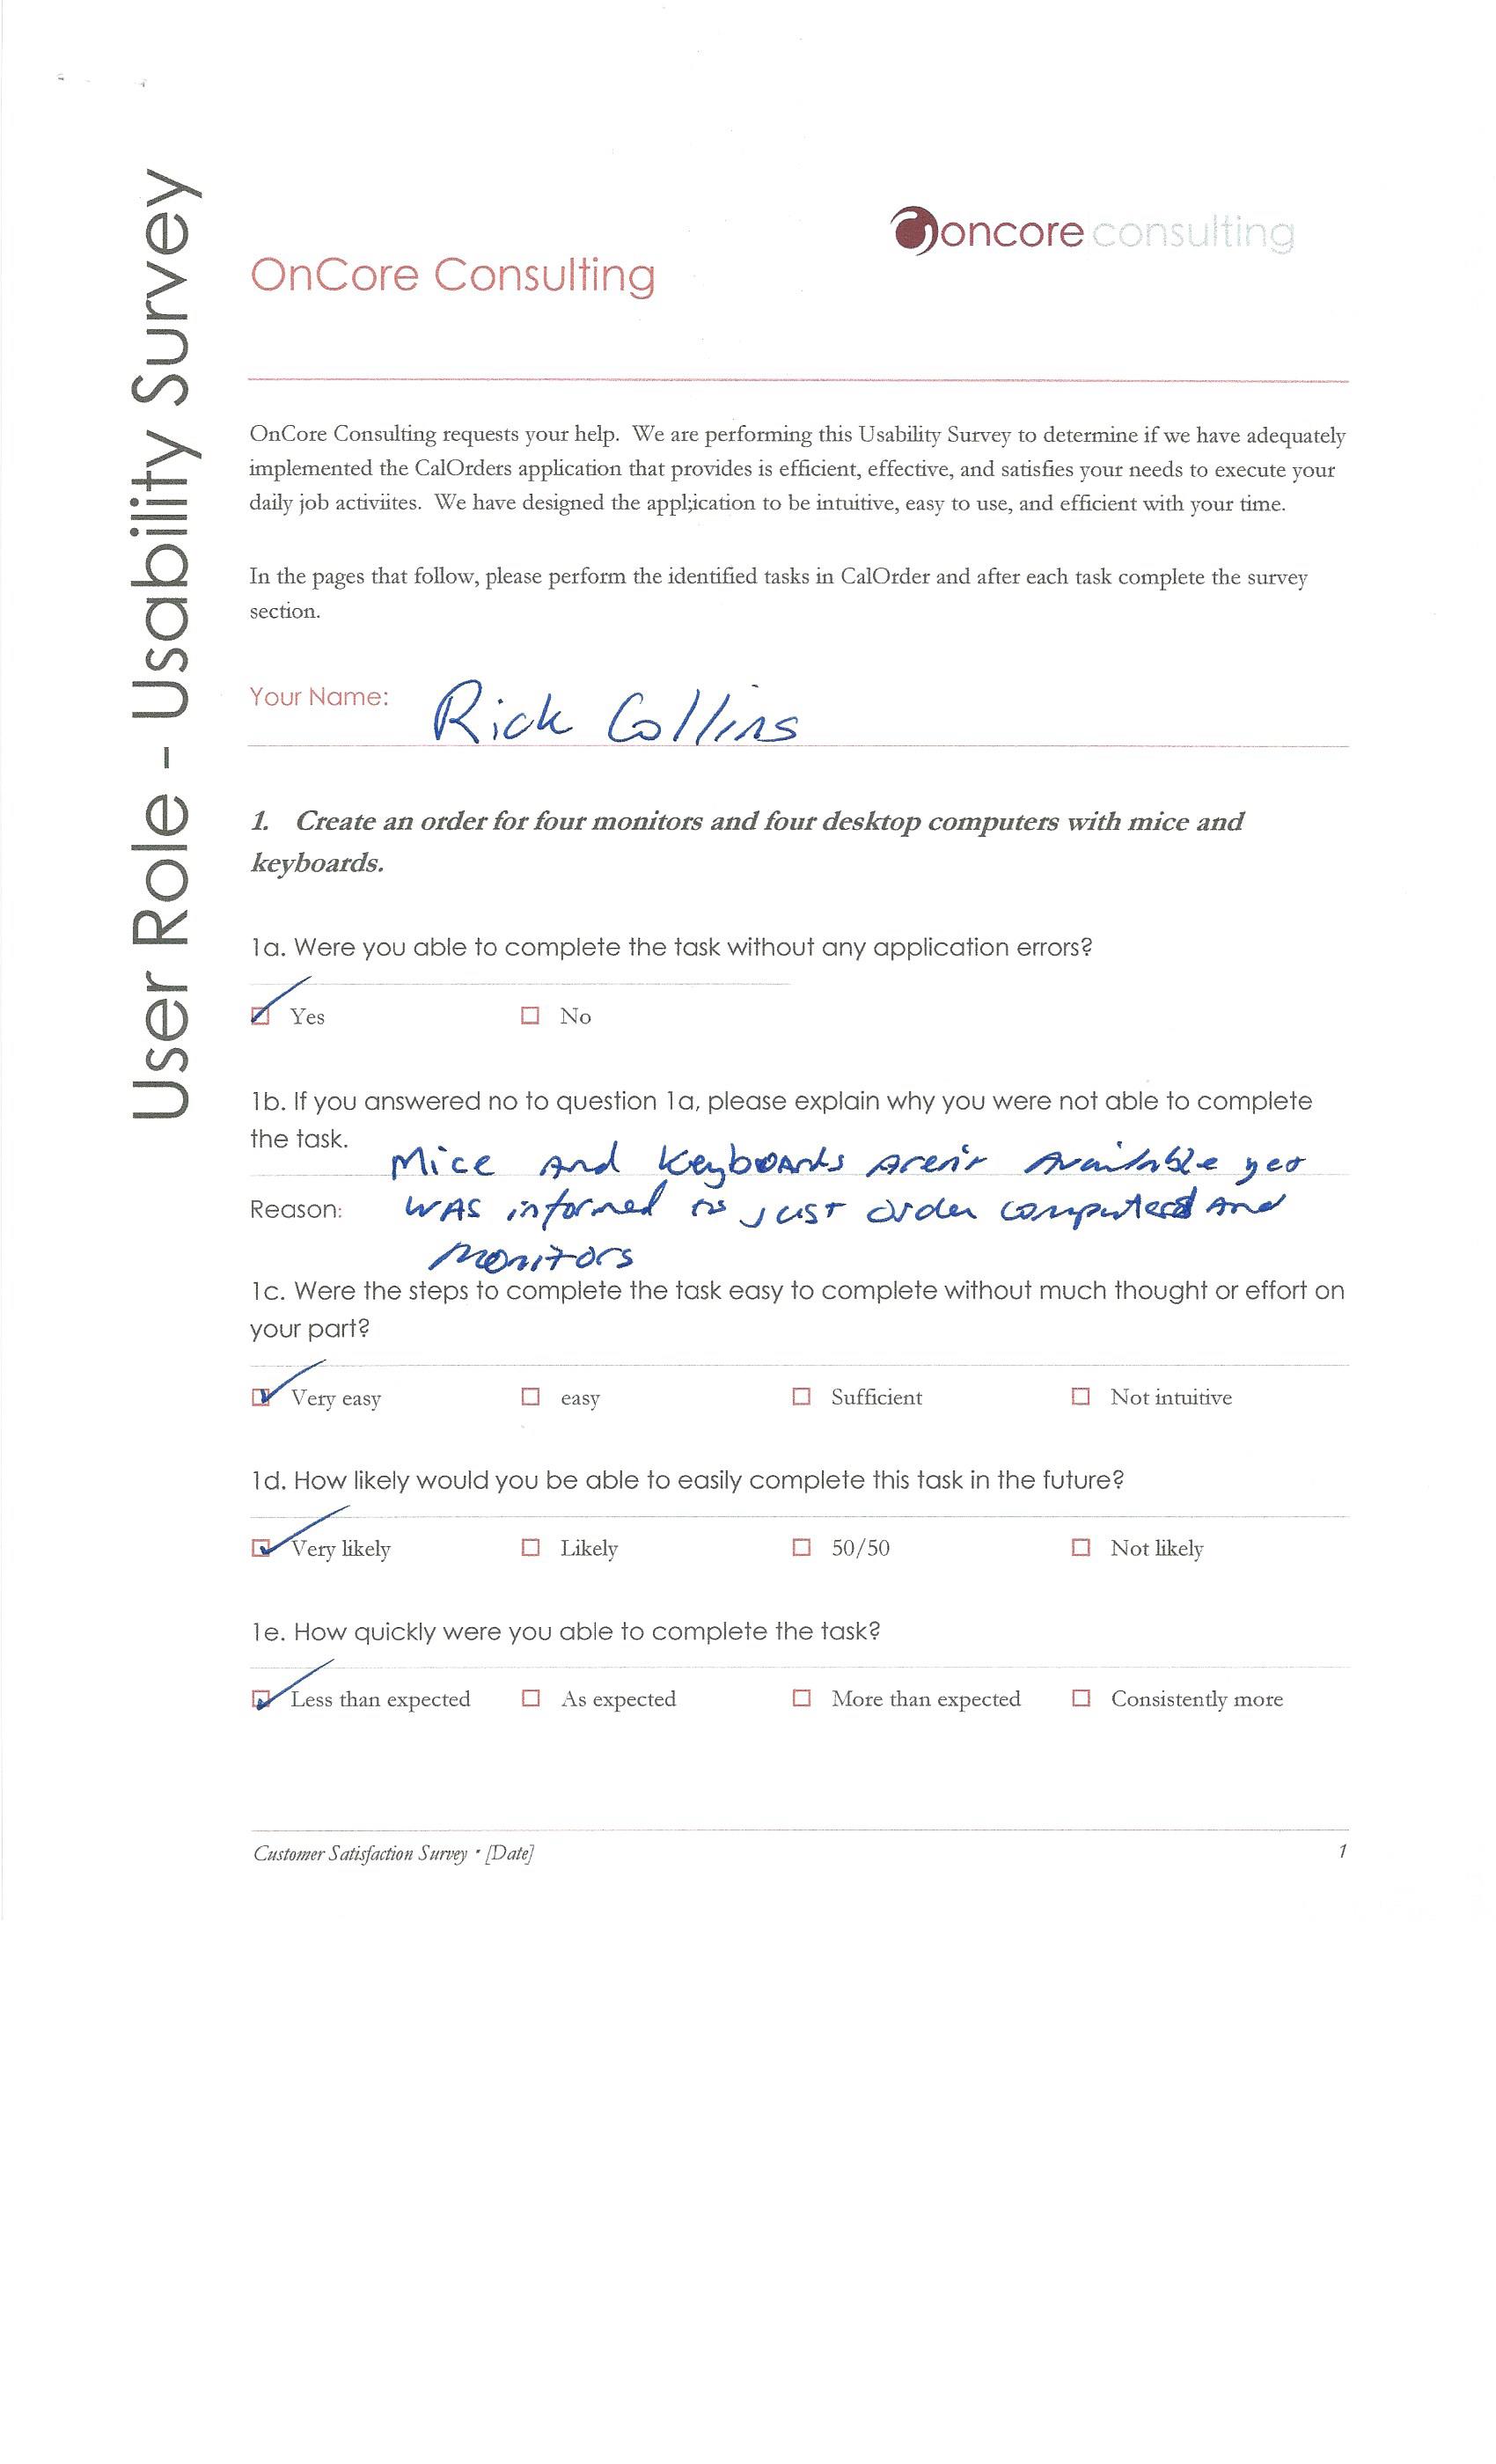 User Role - Usability Survey
oncore consulting
OnCore Consulting
OnCore Consulting requests your help. We are performing this Usability Survey to determine if we have adequately
implemented the CalOrders application that provides is efficient, effective, and satisfies your needs to execute your
daily job activiites. We have designed the appl;ication to be intuitive, easy to use, and efficient with your time.
In the pages that follow, please perform the identified tasks in CalOrder and after each task complete the survey
section.
Your Name: Rick Collins
1. Create an order for four monitors and four desktop computers with mice and
keyboards.
1a. Were you able to complete the task without any application errors?
Yes No
1b. If you answered no to question 1a, please explain why you were not able to complete
the task. Mice and Keyboards aren't available yet
Reason: was informed to just order computers and
monitors
1c. Were the steps to complete the task easy to complete without much thought or effort on
your part?
Very easy easy Sufficient Not intuitive
1d. How likely would you be able to easily complete this task in the future?
Very likely Likely 50/50 Not likely
1e. How quickly were you able to complete the task?
Less than expected As expected More than expected Consistently more
Customer Satisfaction Survey • [Date] 1